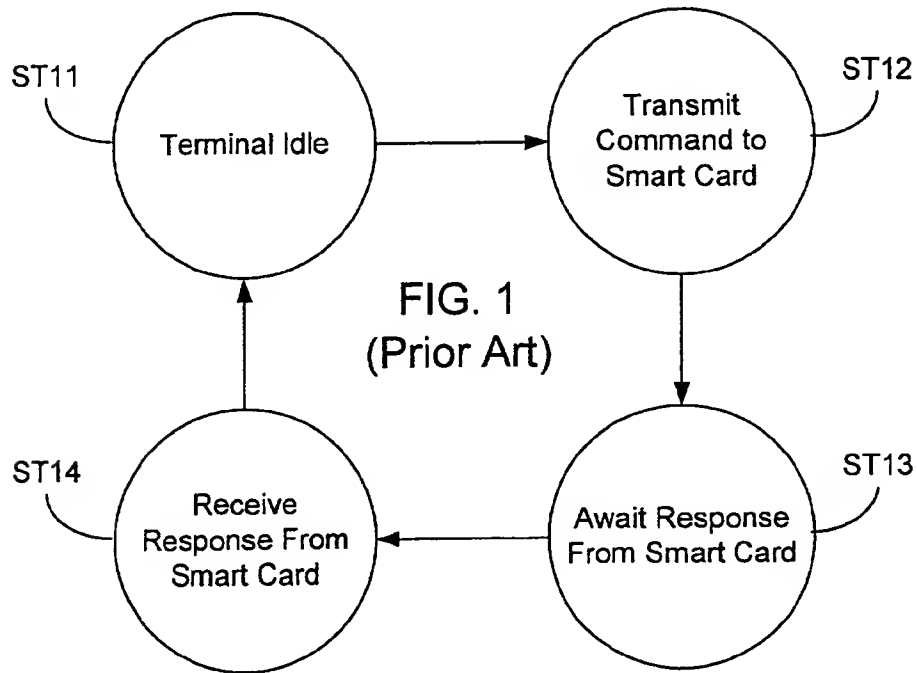 ST11
Terminal Idle
ST12
Transmit
Command to
Smart Card
FIG. 1
(Prior Art)
ST14
Receive
Response From
Smart Card
ST13
Await Response
From Smart Card